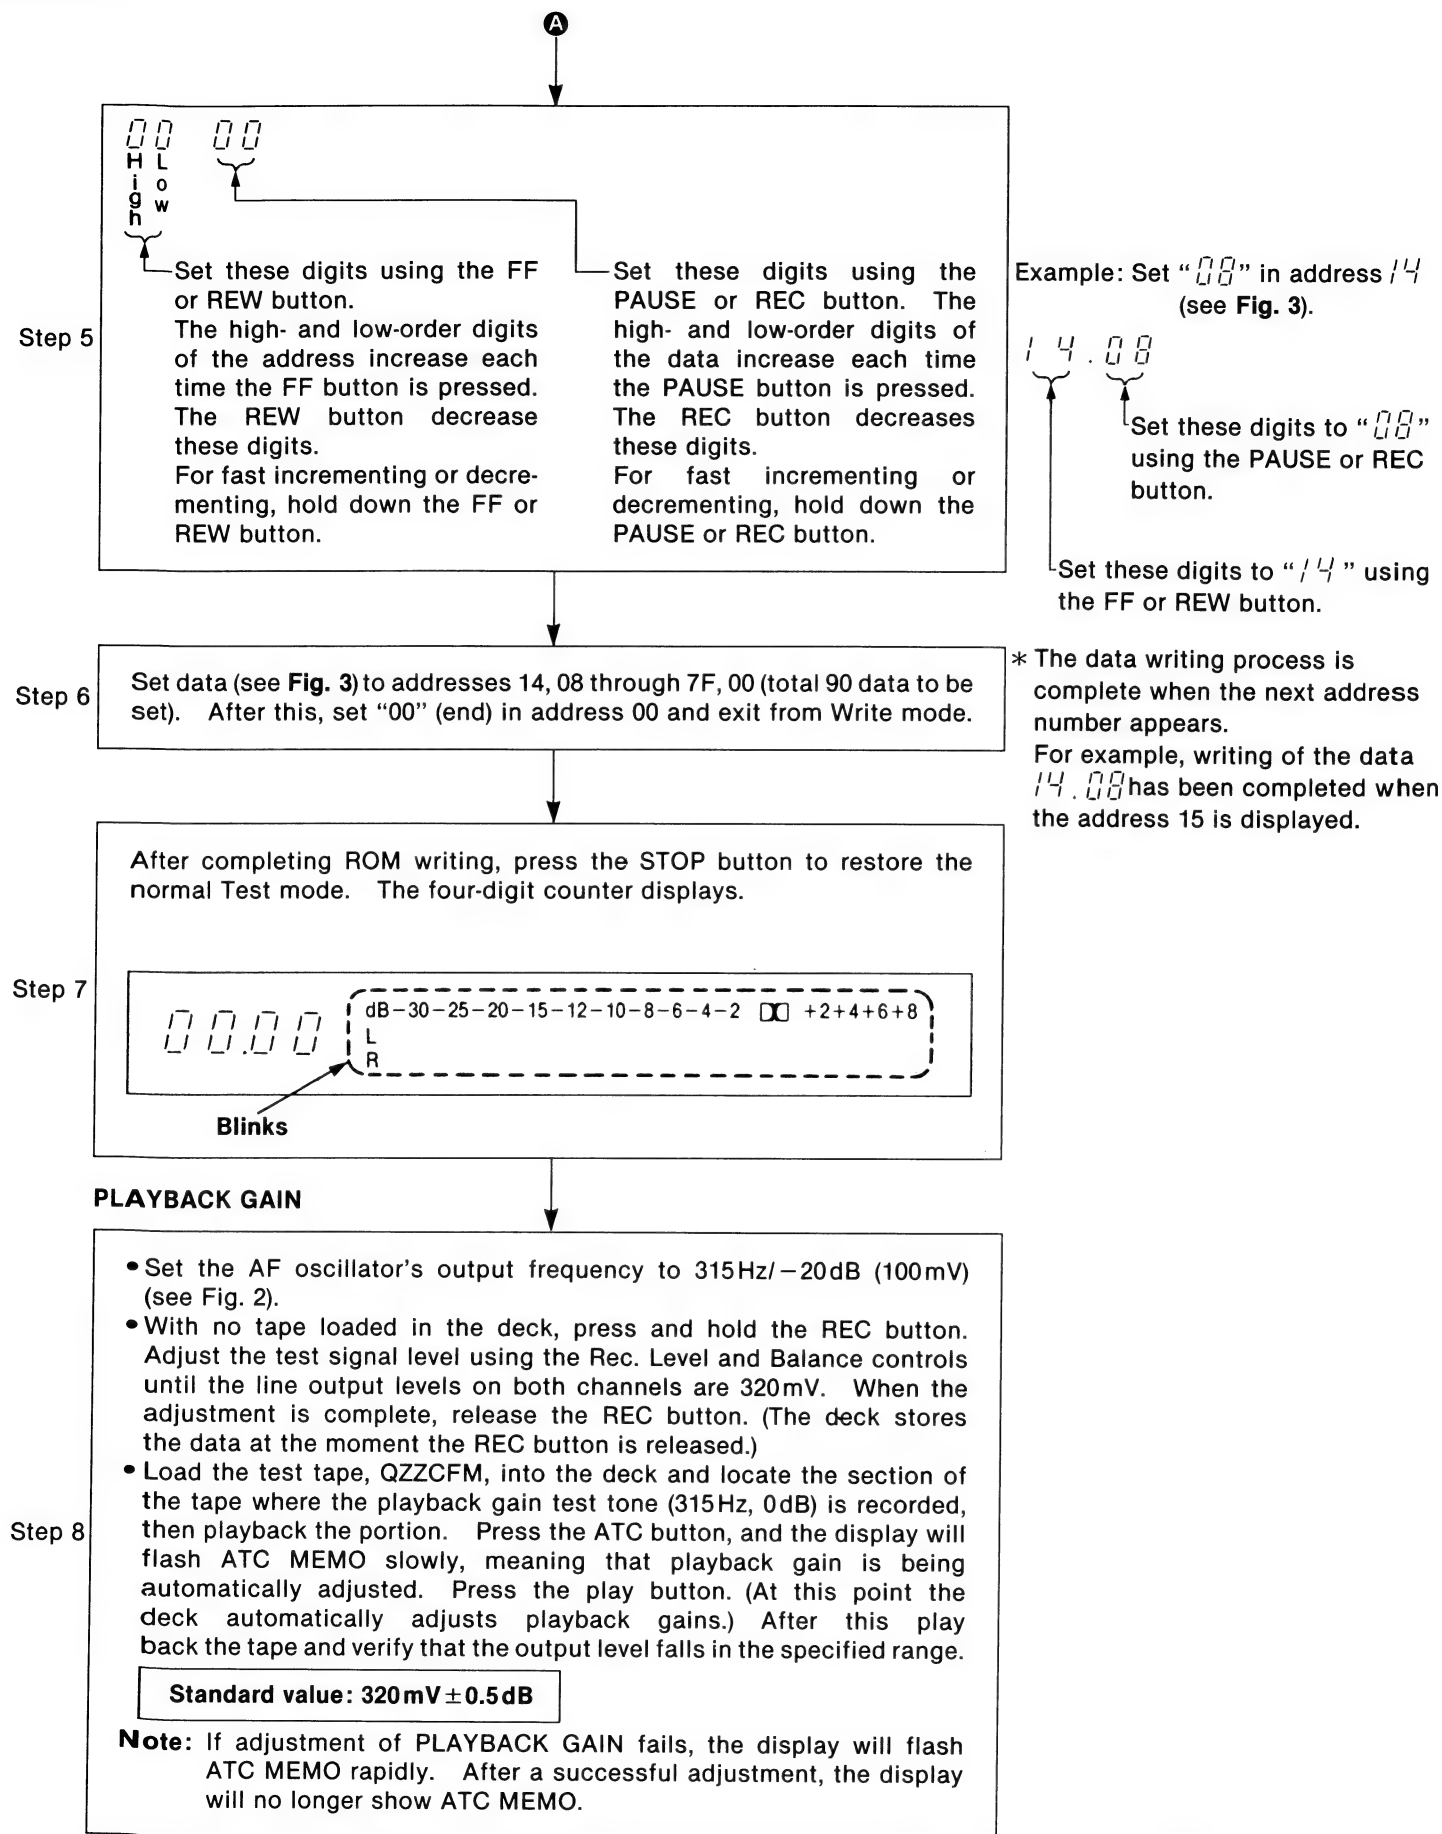 A
00 00
High Low
Set these digits using the FF
or REW button.
The high- and low-order digits
of the address increase each
time the FF button is pressed.
The REW button decrease
these digits.
For fast incrementing or decre-
menting, hold down the FF or
REW button.
Set these digits using the
PAUSE or REC button. The
high- and low-order digits of
the data increase each time
the PAUSE button is pressed.
The REC button decreases
these digits.
For fast incrementing or
decrementing, hold down the
PAUSE or REC button.
Step 5
Example: Set "08" in address 14
(see Fig. 3).
14.08
Set these digits to "08"
using the PAUSE or REC
button.
Set these digits to "14" using
the FF or REW button.
Step 6
Set data (see Fig. 3) to addresses 14, 08 through 7F, 00 (total 90 data to be
set). After this, set "00" (end) in address 00 and exit from Write mode.
* The data writing process is
complete when the next address
number appears.
For example, writing of the data
14.08 has been completed when
the address 15 is displayed.
Step 7
After completing ROM writing, press the STOP button to restore the
normal Test mode. The four-digit counter displays.
00.00
dB-30-25-20-15-12-10-8-6-4-2 +2+4+6+8
L
R
Blinks
PLAYBACK GAIN
Step 8
• Set the AF oscillator's output frequency to 315Hz/-20dB (100mV)
(see Fig. 2).
• With no tape loaded in the deck, press and hold the REC button.
Adjust the test signal level using the Rec. Level and Balance controls
until the line output levels on both channels are 320mV. When the
adjustment is complete, release the REC button. (The deck stores
the data at the moment the REC button is released.)
• Load the test tape, QZZCFM, into the deck and locate the section of
the tape where the playback gain test tone (315Hz, 0dB) is recorded,
then playback the portion. Press the ATC button, and the display will
flash ATC MEMO slowly, meaning that playback gain is being
automatically adjusted. Press the play button. (At this point the
deck automatically adjusts playback gains.) After this play
back the tape and verify that the output level falls in the specified range.
Standard value: 320mV±0.5dB
Note: If adjustment of PLAYBACK GAIN fails, the display will flash
ATC MEMO rapidly. After a successful adjustment, the display
will no longer show ATC MEMO.